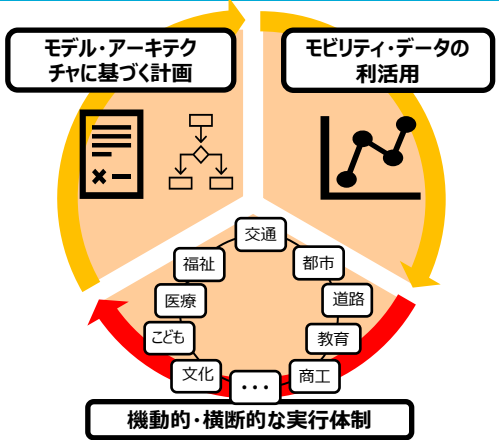 モデル・アーキテク
チャに基づく計画
モビリティ・データの
利活用
交通
福祉
都市
医療
道路
こども
教育
文化
商工
・・・
機動的・横断的な実行体制